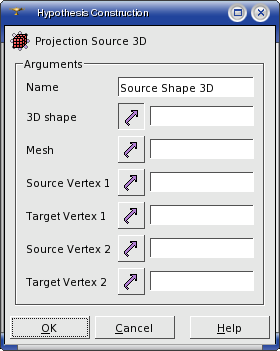 Hypothesis Construction
Projection Source 3D
Arguments
Name Source Shape 3D
3D shape
Mesh
Source Vertex 1
Target Vertex 1
Source Vertex 2
Target Vertex 2
OK Cancel Help